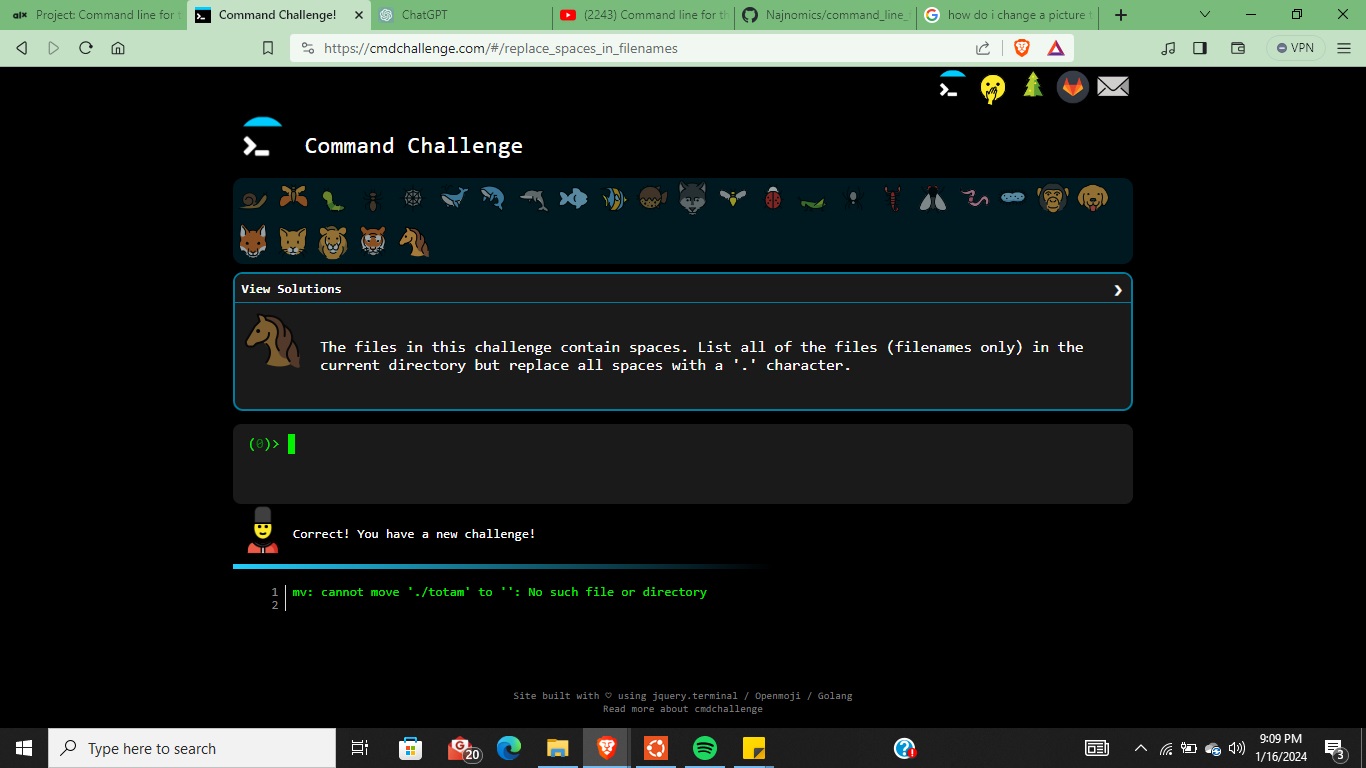 alx Project: Command line for t
Command Challenge!
ChatGPT
(2243) Command line for th
Najnomics/command_line_
how do i change a picture t
https://cmdchallenge.com/#/replace_spaces_in_filenames
VPN
Command Challenge
View Solutions
The files in this challenge contain spaces. List all of the files (filenames only) in the
current directory but replace all spaces with a '.' character.
(0)>
Correct! You have a new challenge!
1 mv: cannot move './totam' to '': No such file or directory
2
Site built with ♡ using jquery.terminal / Openmoji / Golang
Read more about cmdchallenge
Type here to search
20
9:09 PM
1/16/2024
3